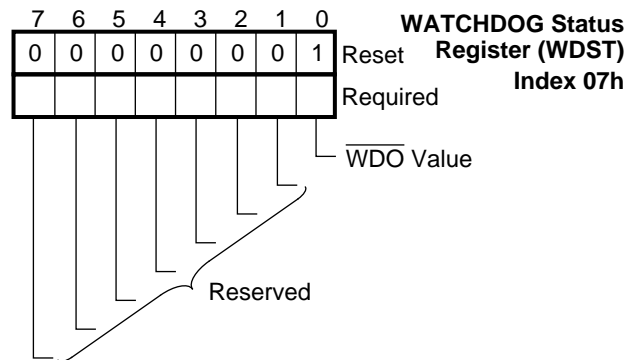 7 6 5 4 3 2 1 0
WATCHDOG Status
Register (WDST)
Index 07h
0 0 0 0 0 0 0 1 Reset
Required
W̅D̅O̅ Value
Reserved